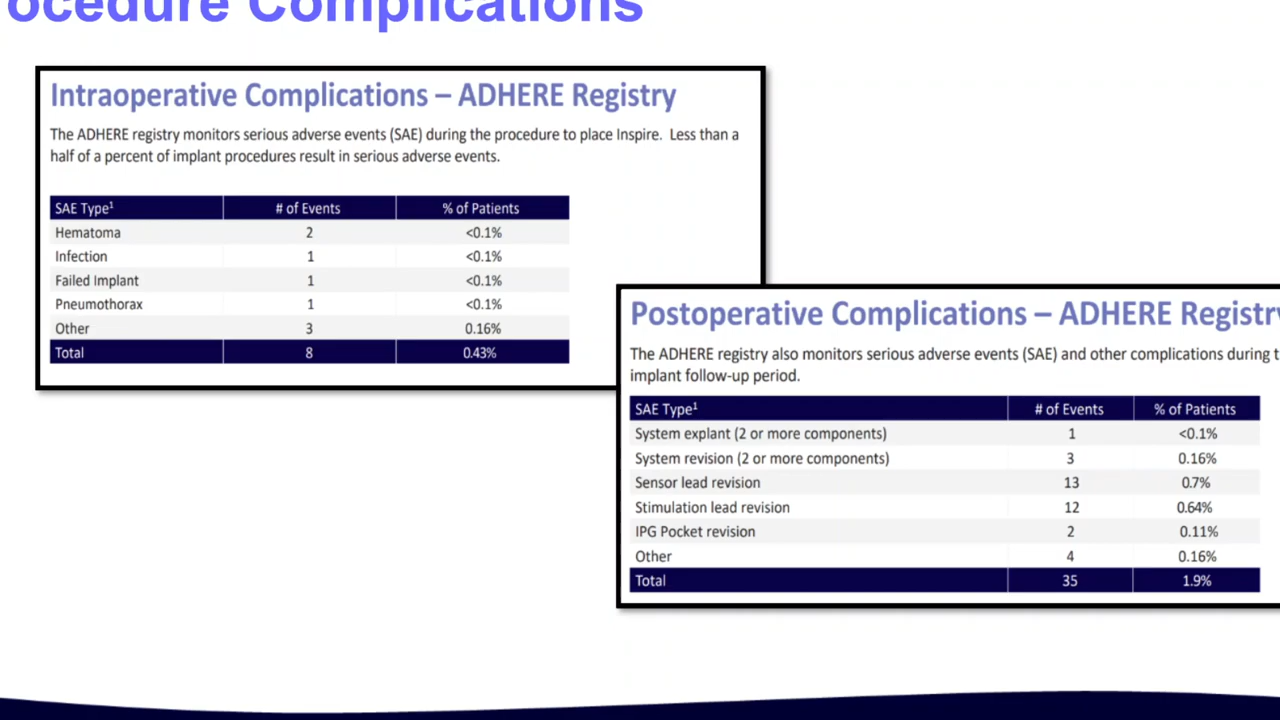 ocedure Complications
Intraoperative Complications – ADHERE Registry
The ADHERE registry monitors serious adverse events (SAE) during the procedure to place Inspire. Less than a
half of a percent of implant procedures result in serious adverse events.
SAE Type¹ # of Events % of Patients
Hematoma 2 <0.1%
Infection 1 <0.1%
Failed Implant 1 <0.1%
Pneumothorax 1 <0.1%
Other 3 0.16%
Total 8 0.43%
Postoperative Complications – ADHERE Registry
The ADHERE registry also monitors serious adverse events (SAE) and other complications during t
implant follow-up period.
SAE Type¹ # of Events % of Patients
System explant (2 or more components) 1 <0.1%
System revision (2 or more components) 3 0.16%
Sensor lead revision 13 0.7%
Stimulation lead revision 12 0.64%
IPG Pocket revision 2 0.11%
Other 4 0.16%
Total 35 1.9%